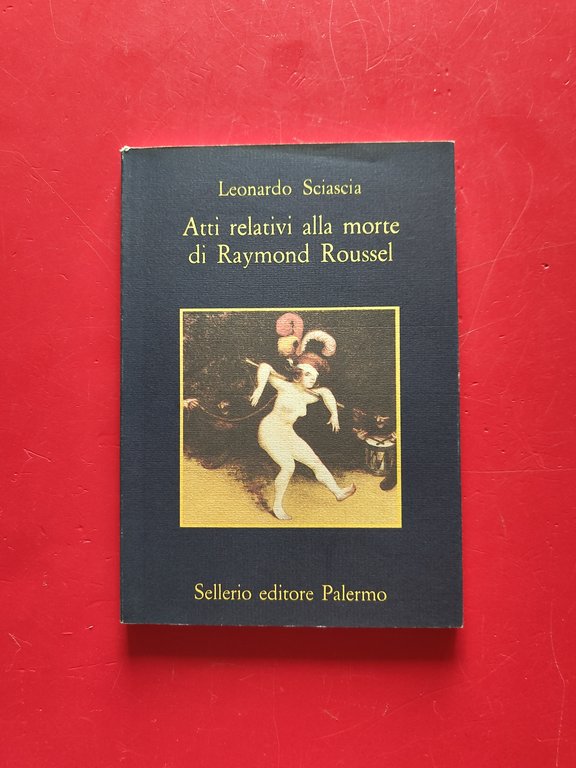 Leonardo Sciascia
Atti relativi alla morte
di Raymond Roussel
Sellerio editore Palermo